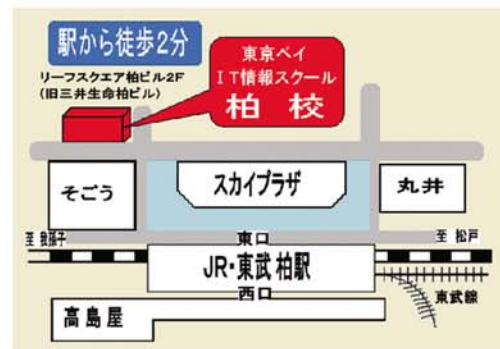 駅から徒歩2分
リーフスクエア柏ビル2F
(旧三井生命柏ビル)
東京ベイ
IT情報スクール
柏 校
そごう
スカイプラザ
丸井
至 我孫子
東口
至 松戸
JR・東武 柏駅
西口
東武線
高島屋